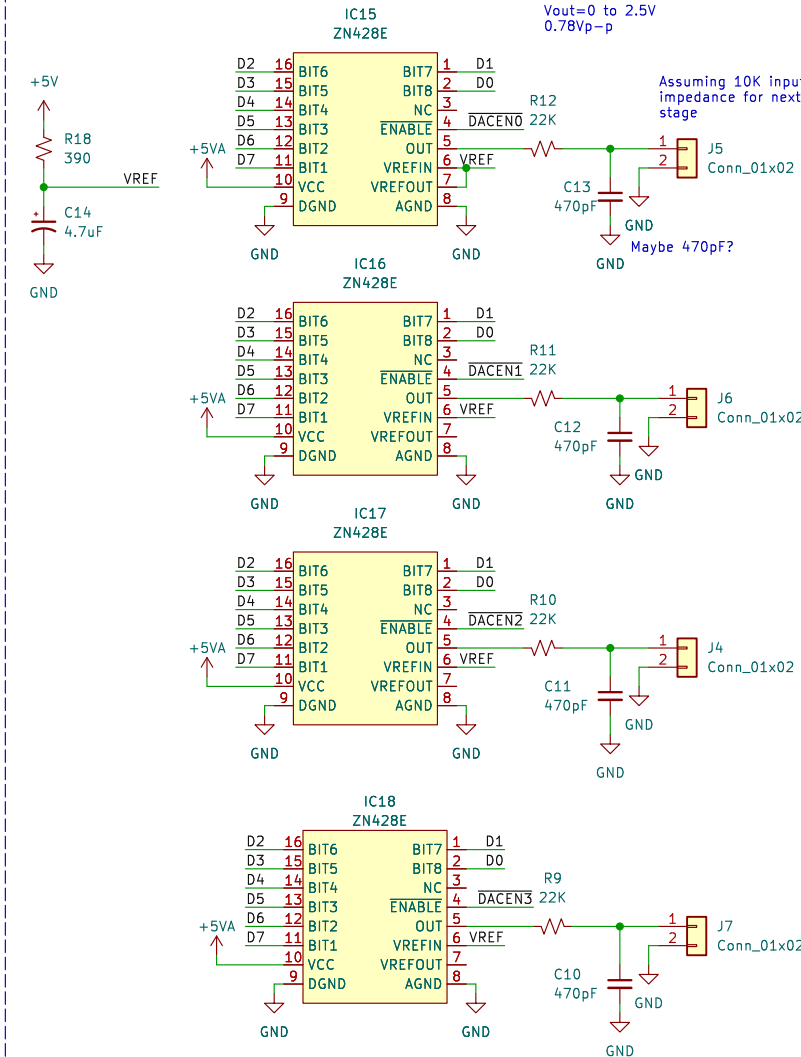 Vout=0 to 2.5V
0.78Vp-p
Assuming 10K input
impedance for next
stage
+5V
R18
390
VREF
C14
4.7uF
GND
IC15
ZN428E
D2 16 BIT6 BIT7 1 D1
D3 15 BIT5 BIT8 2 D0
D4 14 BIT4 NC 3
D5 13 BIT3 ENABLE 4 DACEN0
D6 12 BIT2 OUT 5
D7 11 BIT1 VREFIN 6 VREF
+5VA 10 VCC VREFOUT 7
9 DGND AGND 8
GND GND
R12
22K
C13
470pF
GND
GND
1
2
J5
Conn_01x02
Maybe 470pF?
IC16
ZN428E
D2 16 BIT6 BIT7 1 D1
D3 15 BIT5 BIT8 2 D0
D4 14 BIT4 NC 3
D5 13 BIT3 ENABLE 4 DACEN1
D6 12 BIT2 OUT 5
D7 11 BIT1 VREFIN 6 VREF
+5VA 10 VCC VREFOUT 7
9 DGND AGND 8
GND GND
R11
22K
C12
470pF
GND
GND
1
2
J6
Conn_01x02
IC17
ZN428E
D2 16 BIT6 BIT7 1 D1
D3 15 BIT5 BIT8 2 D0
D4 14 BIT4 NC 3
D5 13 BIT3 ENABLE 4 DACEN2
D6 12 BIT2 OUT 5
D7 11 BIT1 VREFIN 6 VREF
+5VA 10 VCC VREFOUT 7
9 DGND AGND 8
GND GND
R10
22K
C11
470pF
GND
GND
1
2
J4
Conn_01x02
IC18
ZN428E
D2 16 BIT6 BIT7 1 D1
D3 15 BIT5 BIT8 2 D0
D4 14 BIT4 NC 3
D5 13 BIT3 ENABLE 4 DACEN3
D6 12 BIT2 OUT 5
D7 11 BIT1 VREFIN 6 VREF
+5VA 10 VCC VREFOUT 7
9 DGND AGND 8
GND GND
R9
22K
C10
470pF
GND
GND
1
2
J7
Conn_01x02